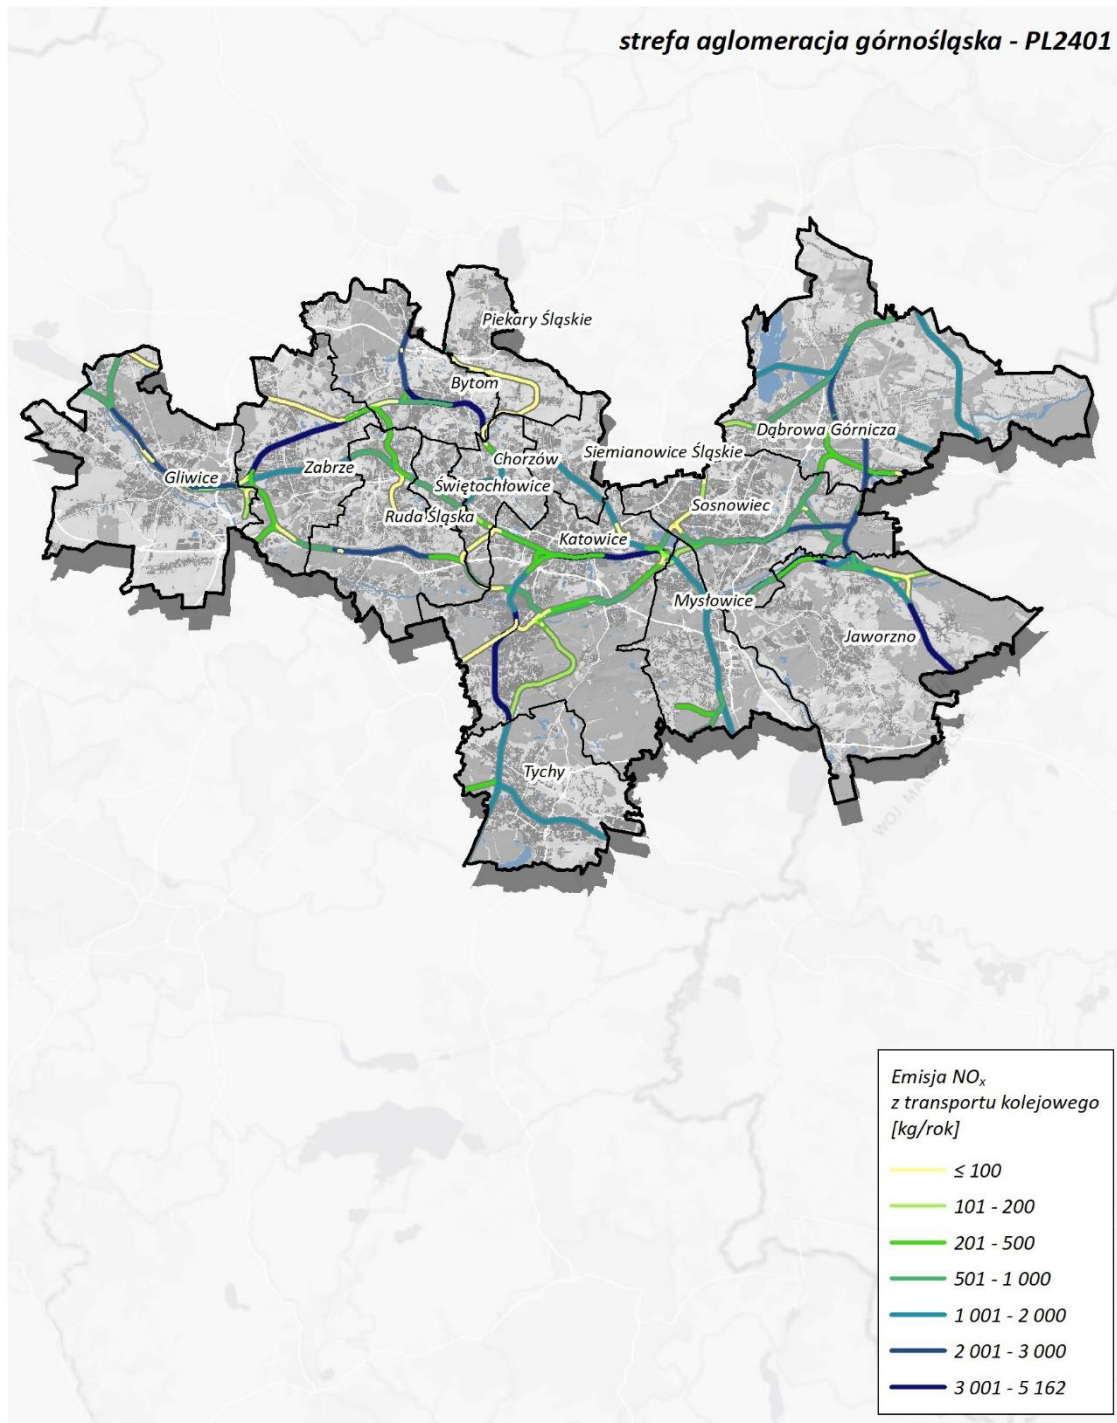 strefa aglomeracja górnośląska - PL2401
Piekary Śląskie
Bytom
Dąbrowa Górnicza
Siemianowice Śląskie
Chorzów
Zabrze
Gliwice
Świętochłowice
Sosnowiec
Ruda Śląska
Katowice
Mysłowice
Jaworzno
Tychy
Emisja NOₓ
z transportu kolejowego
[kg/rok]
≤ 100
101 - 200
201 - 500
501 - 1 000
1 001 - 2 000
2 001 - 3 000
3 001 - 5 162